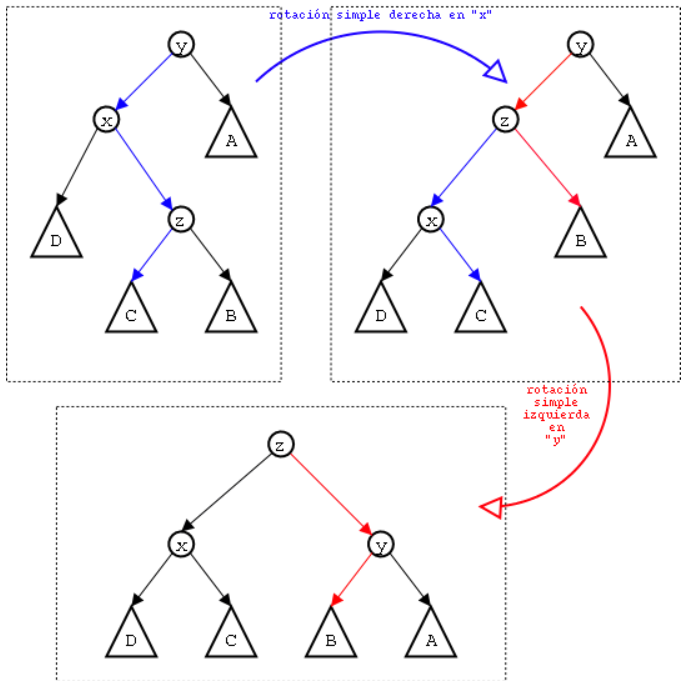 rotación simple derecha en "x"
y
x
A
D
z
C
B
y
z
A
x
B
D
C
rotación
simple
izquierda
en
"y"
z
x
y
D
C
B
A